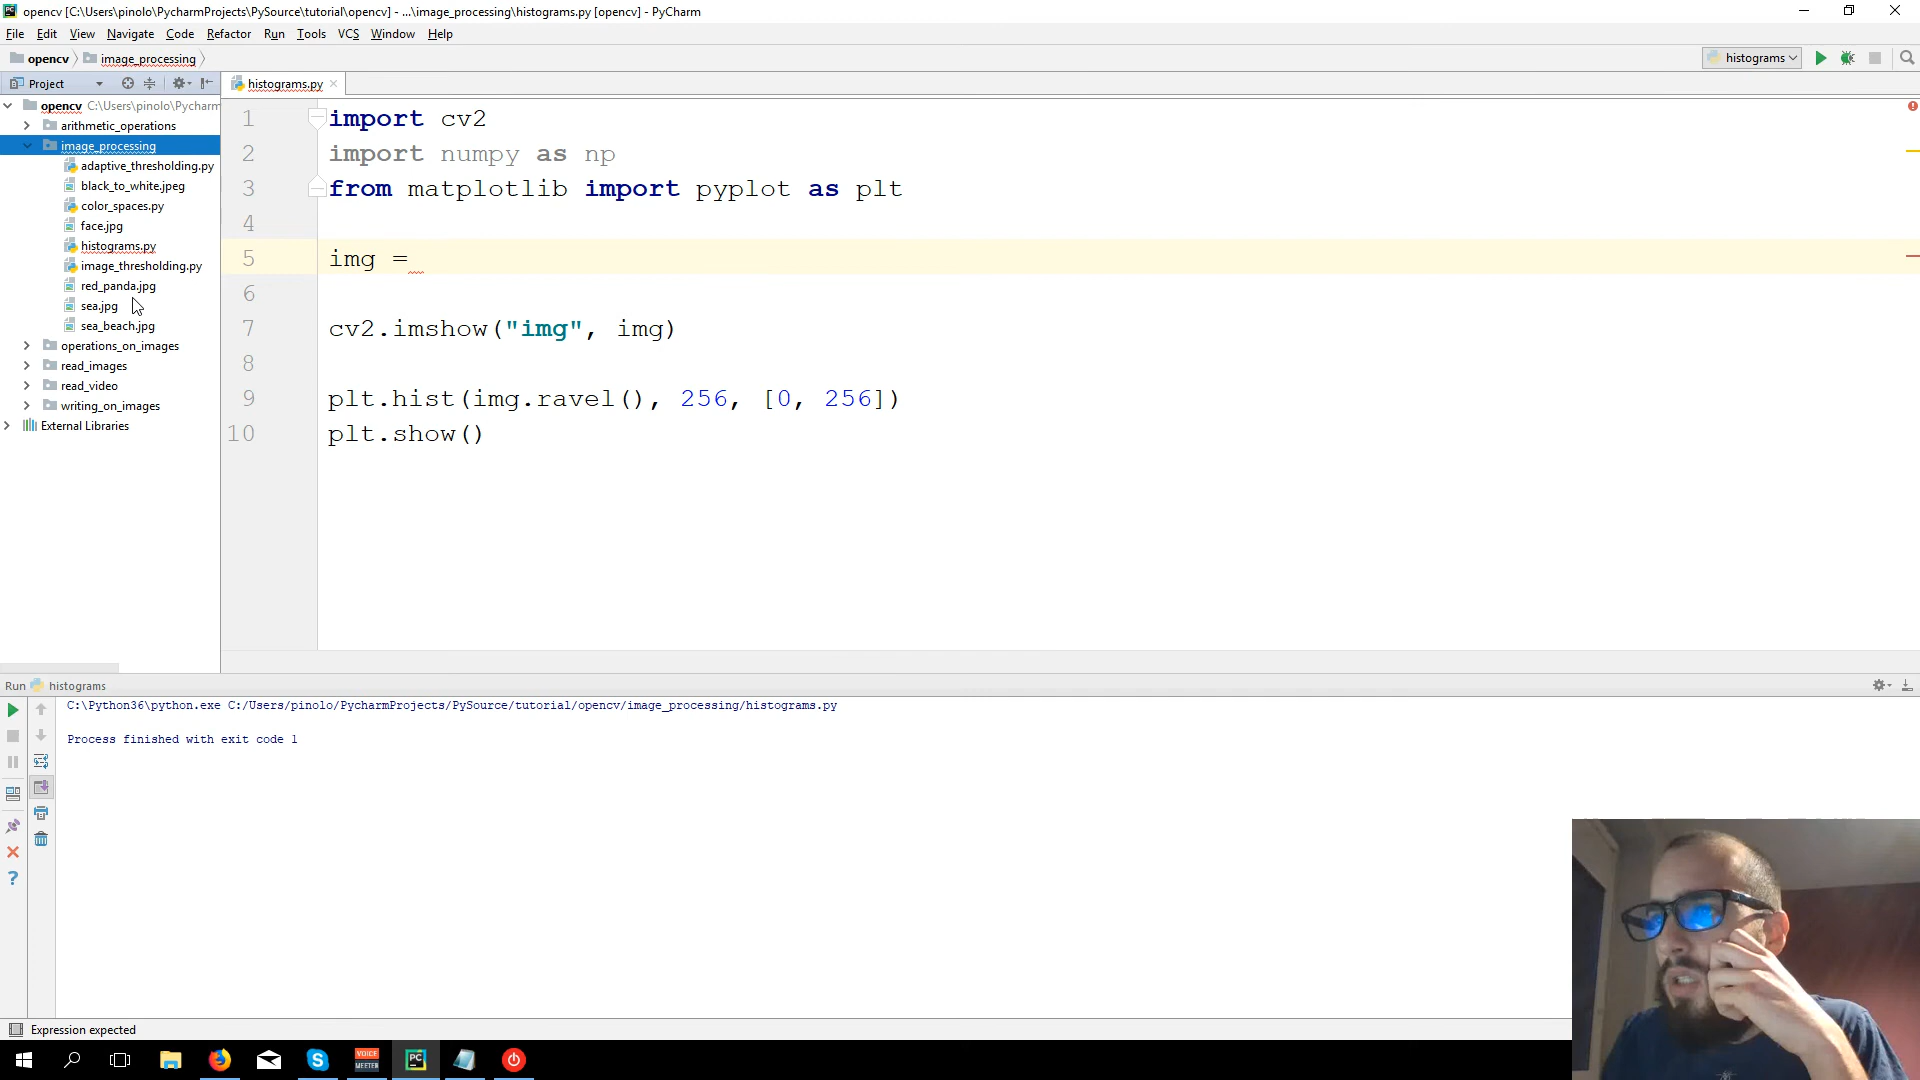 opencv [C:\Users\pinolo\PycharmProjects\PySource\tutorial\opencv] - ...\image_processing\histograms.py [opencv] - PyCharm
File Edit View Navigate Code Refactor Run Tools VCS Window Help
opencv image_processing histograms
Project histograms.py
opencv C:\Users\pinolo\Pycharm
arithmetic_operations
image_processing
adaptive_thresholding.py
black_to_white.jpeg
color_spaces.py
face.jpg
histograms.py
image_thresholding.py
red_panda.jpg
sea.jpg
sea_beach.jpg
operations_on_images
read_images
read_video
writing_on_images
External Libraries
1 import cv2
2 import numpy as np
3 from matplotlib import pyplot as plt
4
5 img =
6
7 cv2.imshow("img", img)
8
9 plt.hist(img.ravel(), 256, [0, 256])
10 plt.show()
Run histograms
C:\Python36\python.exe C:/Users/pinolo/PycharmProjects/PySource/tutorial/opencv/image_processing/histograms.py
Process finished with exit code 1
Expression expected
VOICE
MEETER
PC